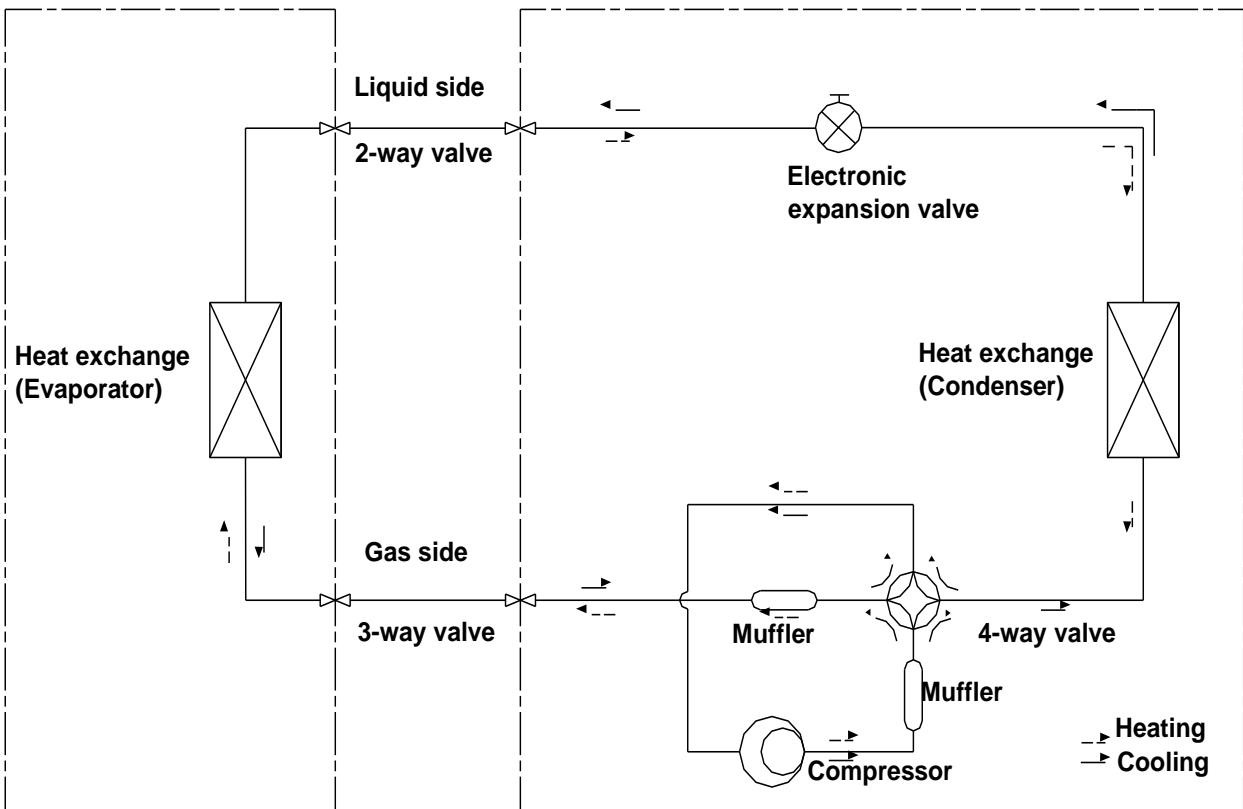 Liquid side
2-way valve
Electronic
expansion valve
Heat exchange
(Evaporator)
Heat exchange
(Condenser)
Gas side
3-way valve
Muffler
4-way valve
Muffler
Compressor
Heating
Cooling